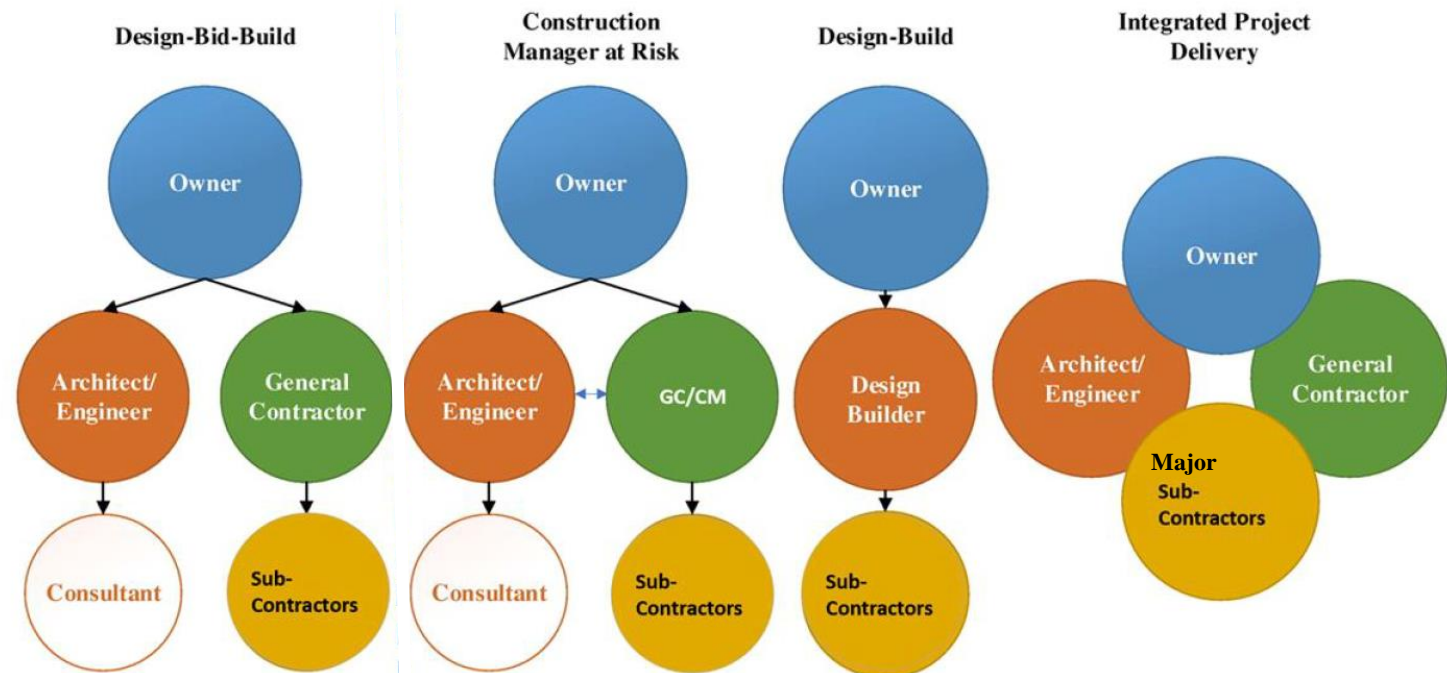 Design-Bid-Build
Owner
Architect/
Engineer
General
Contractor
Consultant
Sub-
Contractors
Construction
Manager at Risk
Owner
Architect/
Engineer
GC/CM
Consultant
Sub-
Contractors
Design-Build
Owner
Design
Builder
Sub-
Contractors
Integrated Project
Delivery
Owner
Architect/
Engineer
General
Contractor
Major
Sub-
Contractors